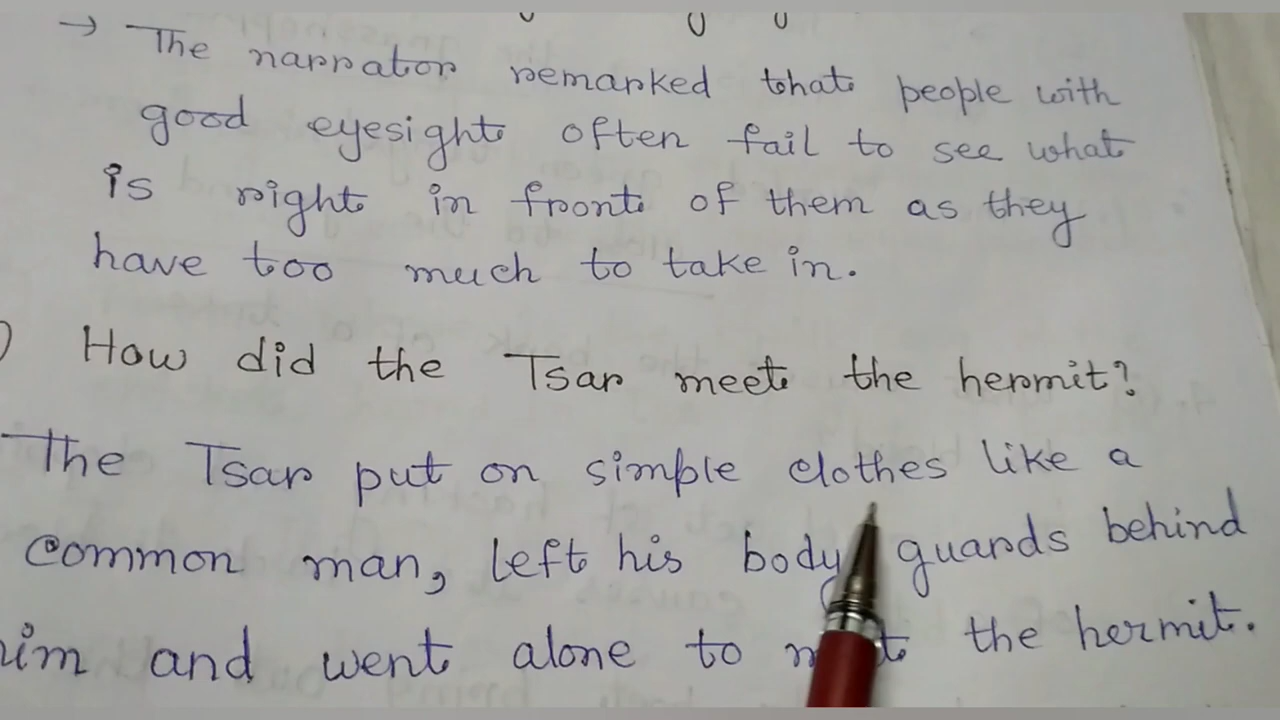 → The narrator remarked that people with
good eyesight often fail to see what
is right in front of them as they
have too much to take in.
) How did the Tsar meet the hermit?
The Tsar put on simple clothes like a
common man, left his body guards behind
him and went alone to the hermit.